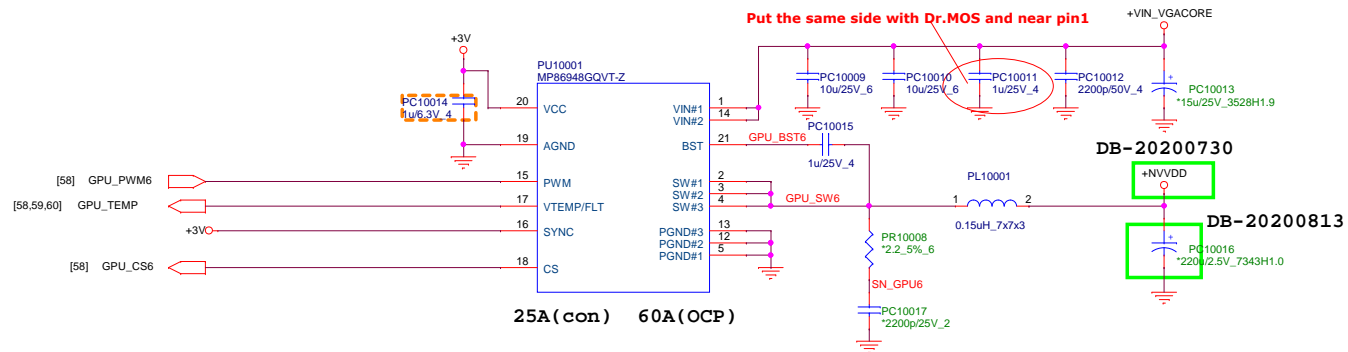 Put the same side with Dr.MOS and near pin1
+VIN_VGACORE
+3V
PU10001
MP86948GQVT-Z
PC10014
1u/6.3V_4
20
VCC
19
AGND
VIN#1
1
VIN#2
14
BST
21
GPU_BST6
PC10015
1u/25V_4
PC10009
10u/25V_6
PC10010
10u/25V_6
PC10011
1u/25V_4
PC10012
2200p/50V_4
PC10013
*15u/25V_3528H1.9
DB-20200730
+NVVDD
[58] GPU_PWM6
15
PWM
[58,59,60] GPU_TEMP
17
VTEMP/FLT
+3V
16
SYNC
[58] GPU_CS6
18
CS
SW#1
2
SW#2
3
SW#3
4
GPU_SW6
PGND#3
13
PGND#2
12
PGND#1
5
PL10001
1
2
0.15uH_7x7x3
DB-20200813
PC10016
*220u/2.5V_7343H1.0
PR10008
*2.2_5%_6
SN_GPU6
PC10017
*2200p/25V_2
25A(con) 60A(OCP)